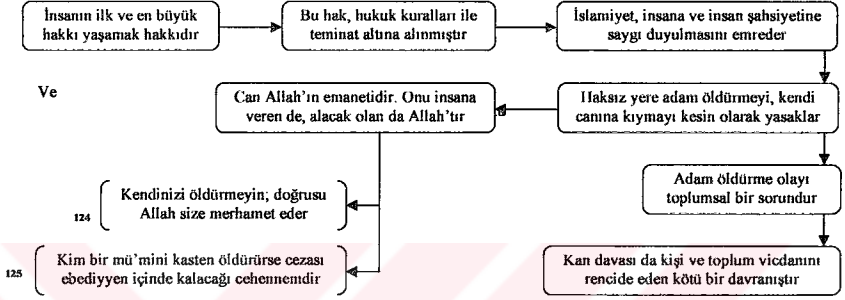 İnsanın ilk ve en büyük
hakkı yaşamak hakkıdır
Bu hak, hukuk kuralları ile
teminat altına alınmıştır
İslamiyet, insana ve insan şahsiyetine
saygı duyulmasını emreder
Ve
Can Allah'ın emanetidir. Onu insana
veren de, alacak olan da Allah'tır
Haksız yere adam öldürmeyi, kendi
canına kıymayı kesin olarak yasaklar
Adam öldürme olayı
toplumsal bir sorundur
Kendinizi öldürmeyin; doğrusu
124 Allah size merhamet eder
Kim bir mü'mini kasten öldürürse cezası
125 ebediyyen içinde kalacağı cehennemdir
Kan davası da kişi ve toplum vicdanını
rencide eden kötü bir davranıştır